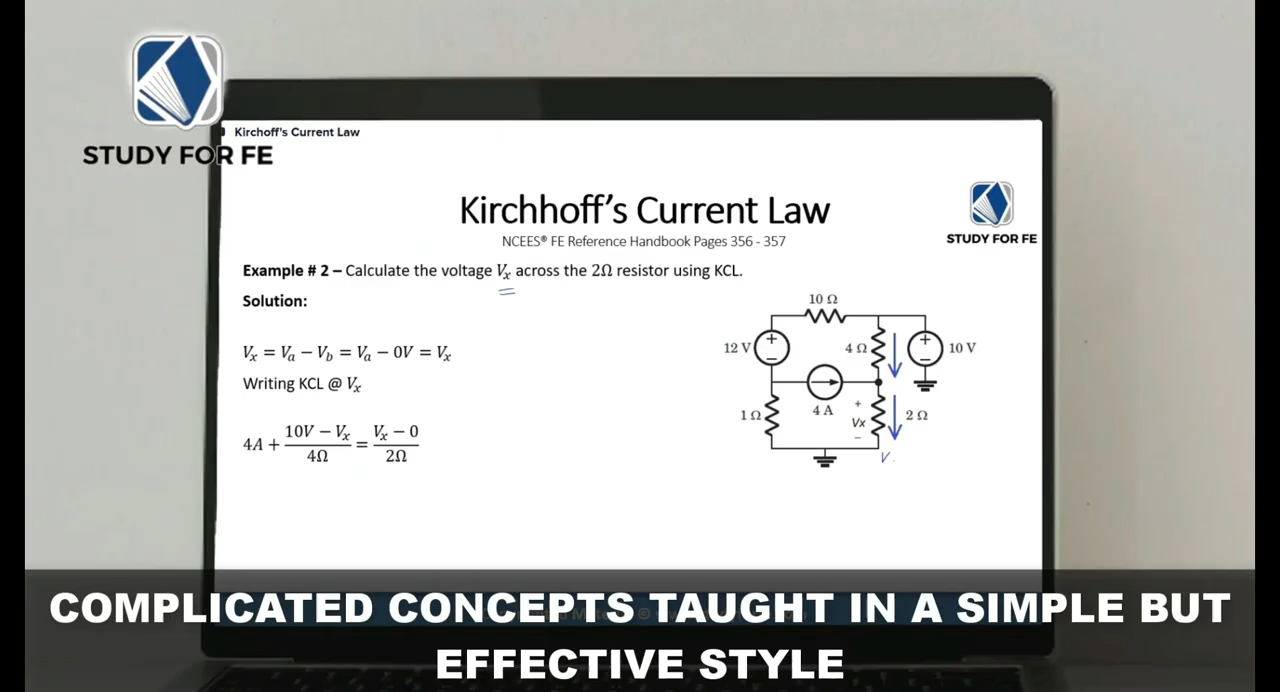 STUDY FOR FE
Kirchoff's Current Law
Kirchhoff's Current Law
NCEES® FE Reference Handbook Pages 356 - 357
STUDY FOR FE
Example # 2 – Calculate the voltage Vₓ across the 2Ω resistor using KCL.
Solution:
Vₓ = Vₐ − V_b = Vₐ − 0V = Vₓ
Writing KCL @ Vₓ
4A + (10V − Vₓ)/4Ω = (Vₓ − 0)/2Ω
10 Ω
12 V
4 Ω
10 V
1 Ω
4 A
+
Vx
−
2 Ω
V
COMPLICATED CONCEPTS TAUGHT IN A SIMPLE BUT
EFFECTIVE STYLE